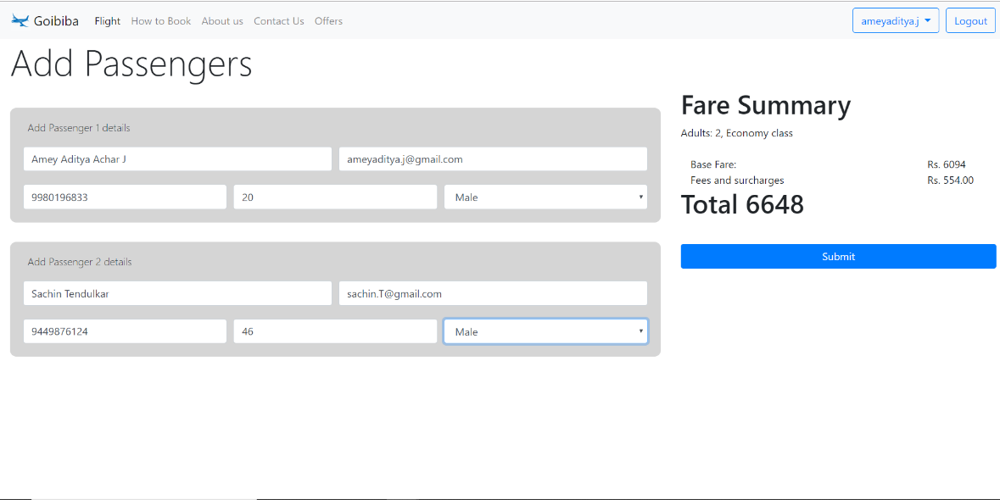 Goibiba Flight How to Book About us Contact Us Offers ameyaditya.j Logout
Add Passengers
Add Passenger 1 details
Amey Aditya Achar J ameyaditya.j@gmail.com
9980196833 20 Male
Add Passenger 2 details
Sachin Tendulkar sachin.T@gmail.com
9449876124 46 Male
Fare Summary
Adults: 2, Economy class
Base Fare: Rs. 6094
Fees and surcharges Rs. 554.00
Total 6648
Submit